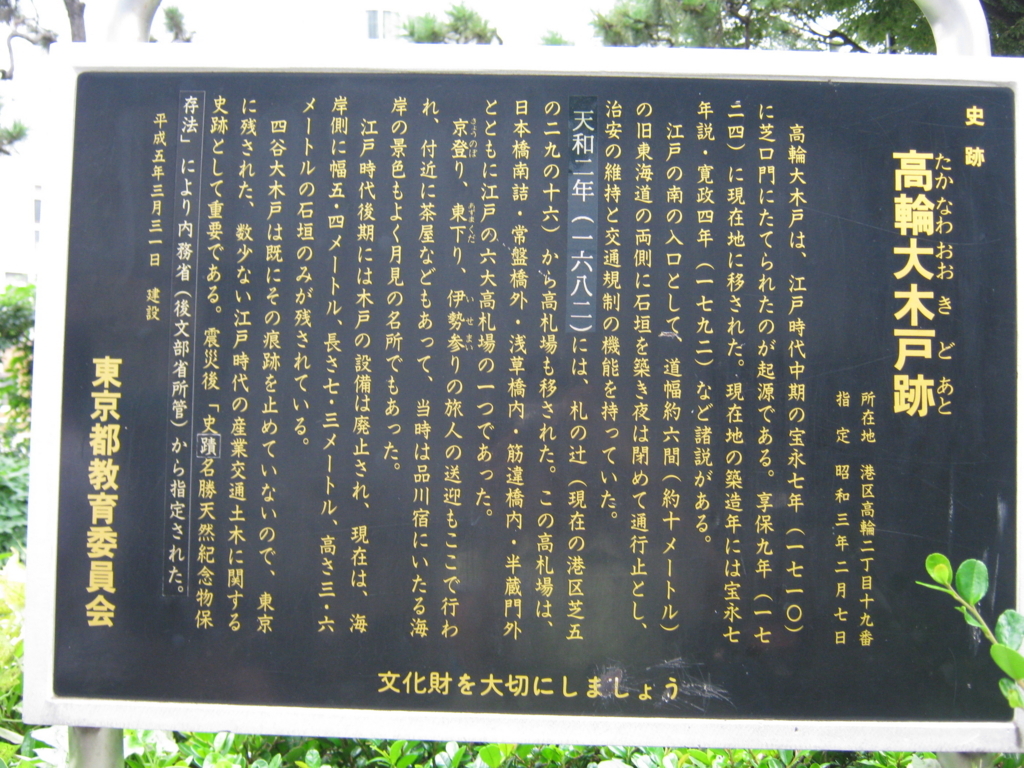 史跡
高輪大木戸跡
たかなわおおきどあと
所在地 港区高輪二丁目十九番
指定 昭和三年二月七日
高輪大木戸は、江戸時代中期の宝永七年（一七一〇）
に芝口門にたてられたのが起源である。享保九年（一七
二四）に現在地に移された。現在地の築造年には宝永七
年説・寛政四年（一七九二）など諸説がある。
江戸の南の入口として、道幅約六間（約十メートル）
の旧東海道の両側に石垣を築き夜は閉めて通行止とし、
治安の維持と交通規制の機能を持っていた。
天和二年（一六八二）には、札の辻（現在の港区芝五
の二九の十六）から高札場も移された。この高札場は、
日本橋南詰・常盤橋外・浅草橋内・筋違橋内・半蔵門外
とともに江戸の六大高札場の一つであった。
京登り、東下り、伊勢参りの旅人の送迎もここで行わ
きょうのぼ あずまくだ いせまい
れ、付近に茶屋などもあって、当時は品川宿にいたる海
岸の景色もよく月見の名所でもあった。
江戸時代後期には木戸の設備は廃止され、現在は、海
岸側に幅五・四メートル、長さ七・三メートル、高さ三・六
メートルの石垣のみが残されている。
四谷大木戸は既にその痕跡を止めていないので、東京
に残された、数少ない江戸時代の産業交通土木に関する
史跡として重要である。震災後「史蹟名勝天然紀念物保
存法」により内務省（後文部省所管）から指定された。
平成五年三月三一日 建設
東京都教育委員会
文化財を大切にしましょう